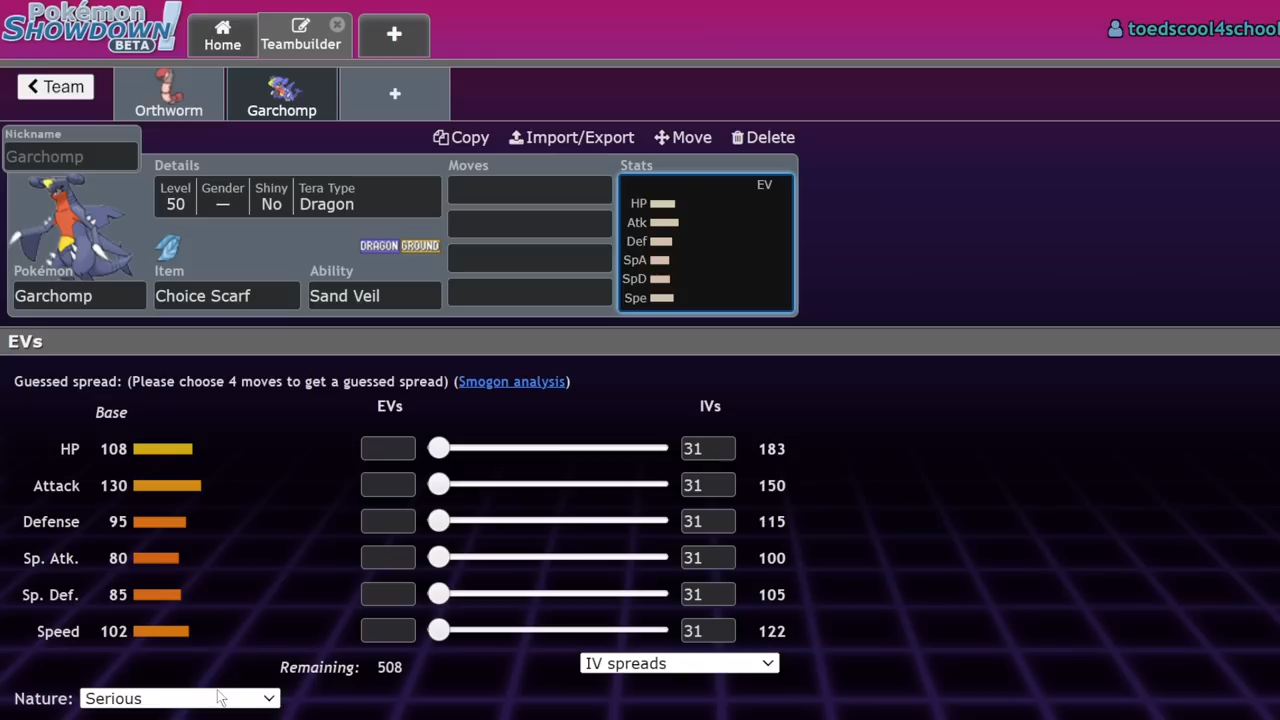 Pokémon
SHOWDOWN!
BETA
Home
Teambuilder
+
toedscool4school
Team
Orthworm
Garchomp
+
Copy Import/Export Move Delete
Nickname
Garchomp
Details
Level Gender Shiny Tera Type
50 — No Dragon
DRAGON GROUND
Pokémon Item Ability
Garchomp Choice Scarf Sand Veil
Moves
Stats
EV
HP
Atk
Def
SpA
SpD
Spe
EVs
Guessed spread: (Please choose 4 moves to get a guessed spread) (Smogon analysis)
Base EVs IVs
HP 108 31 183
Attack 130 31 150
Defense 95 31 115
Sp. Atk. 80 31 100
Sp. Def. 85 31 105
Speed 102 31 122
Remaining: 508 IV spreads
Nature: Serious